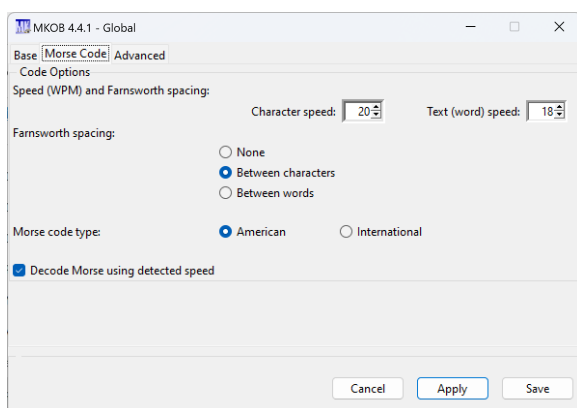 MKOB 4.4.1 - Global
Base Morse Code Advanced
Code Options
Speed (WPM) and Farnsworth spacing:
Character speed: 20 Text (word) speed: 18
Farnsworth spacing:
None
Between characters
Between words
Morse code type: American International
Decode Morse using detected speed
Cancel Apply Save